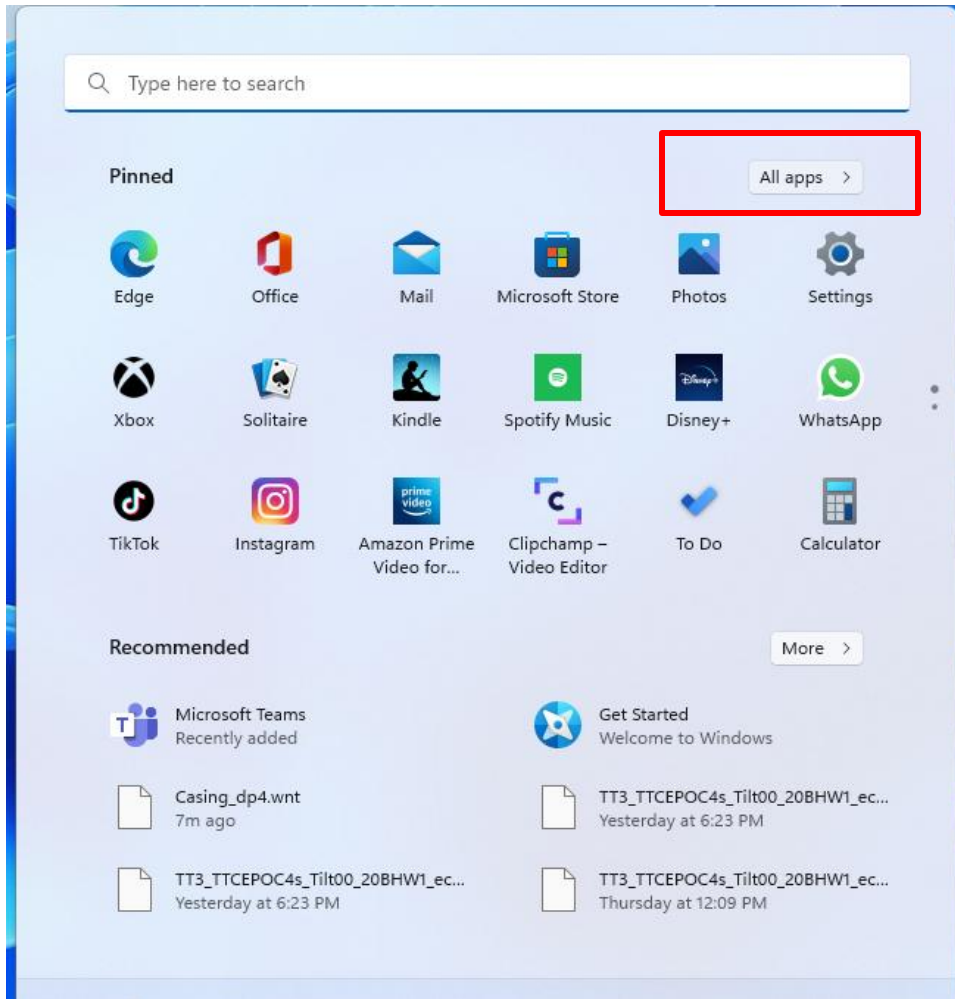 Type here to search
Pinned
All apps >
Edge
Office
Mail
Microsoft Store
Photos
Settings
Xbox
Solitaire
Kindle
Spotify Music
Disney+
Disney+
WhatsApp
prime
video
TikTok
Instagram
Amazon Prime
Video for...
Clipchamp –
Video Editor
To Do
Calculator
Recommended
More >
T
Microsoft Teams
Recently added
Get Started
Welcome to Windows
Casing_dp4.wnt
7m ago
TT3_TTCEPOC4s_Tilt00_20BHW1_ec...
Yesterday at 6:23 PM
TT3_TTCEPOC4s_Tilt00_20BHW1_ec...
Yesterday at 6:23 PM
TT3_TTCEPOC4s_Tilt00_20BHW1_ec...
Thursday at 12:09 PM